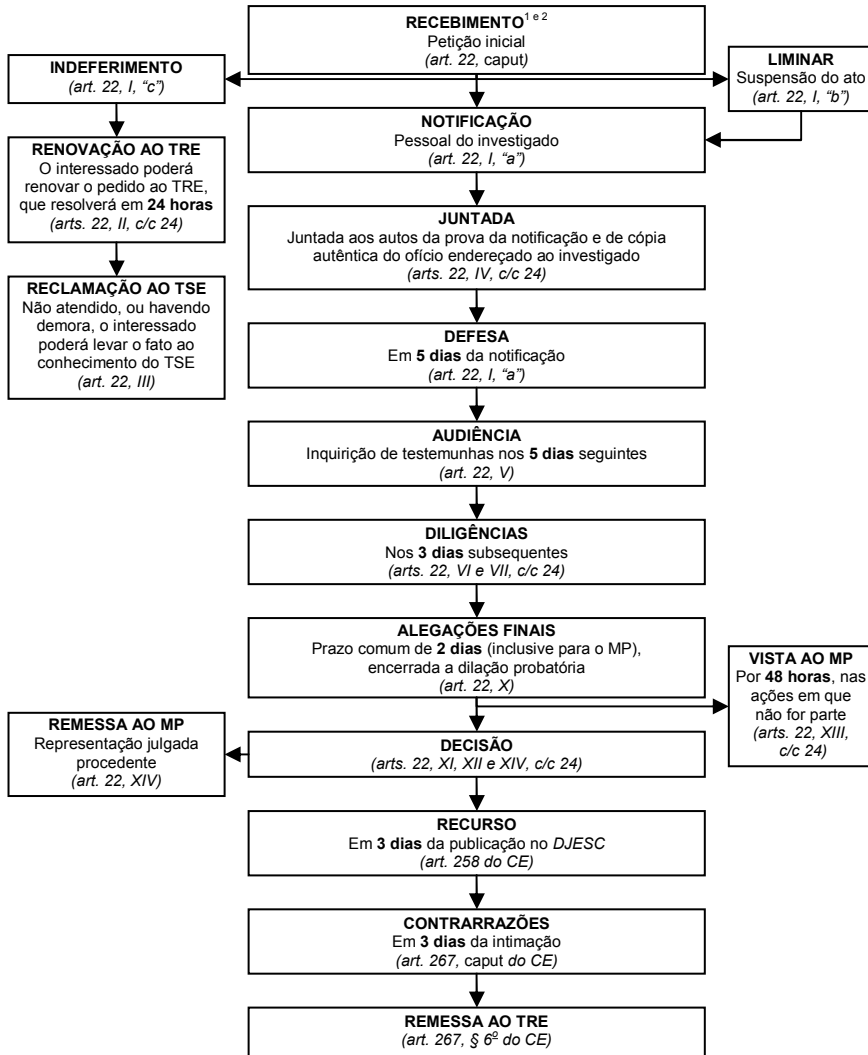 RECEBIMENTO1 e 2
Petição inicial
(art. 22, caput)
INDEFERIMENTO
(art. 22, I, “c”)
LIMINAR
Suspensão do ato
(art. 22, I, “b”)
NOTIFICAÇÃO
Pessoal do investigado
(art. 22, I, “a”)
RENOVAÇÃO AO TRE
O interessado poderá
renovar o pedido ao TRE,
que resolverá em 24 horas
(arts. 22, II, c/c 24)
JUNTADA
Juntada aos autos da prova da notificação e de cópia
autêntica do ofício endereçado ao investigado
(arts. 22, IV, c/c 24)
RECLAMAÇÃO AO TSE
Não atendido, ou havendo
demora, o interessado
poderá levar o fato ao
conhecimento do TSE
(art. 22, III)
DEFESA
Em 5 dias da notificação
(art. 22, I, “a”)
AUDIÊNCIA
Inquirição de testemunhas nos 5 dias seguintes
(art. 22, V)
DILIGÊNCIAS
Nos 3 dias subsequentes
(arts. 22, VI e VII, c/c 24)
ALEGAÇÕES FINAIS
Prazo comum de 2 dias (inclusive para o MP),
encerrada a dilação probatória
(art. 22, X)
VISTA AO MP
Por 48 horas, nas
ações em que
não for parte
(arts. 22, XIII,
c/c 24)
REMESSA AO MP
Representação julgada
procedente
(art. 22, XIV)
DECISÃO
(arts. 22, XI, XII e XIV, c/c 24)
RECURSO
Em 3 dias da publicação no DJESC
(art. 258 do CE)
CONTRARRAZÕES
Em 3 dias da intimação
(art. 267, caput do CE)
REMESSA AO TRE
(art. 267, § 6º do CE)